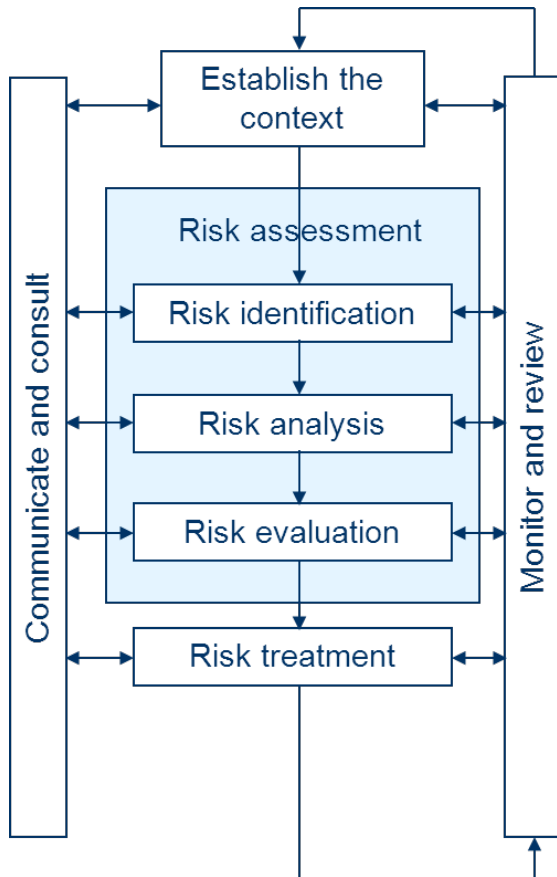 Establish the
context
Risk assessment
Risk identification
Risk analysis
Risk evaluation
Risk treatment
Communicate and consult
Monitor and review